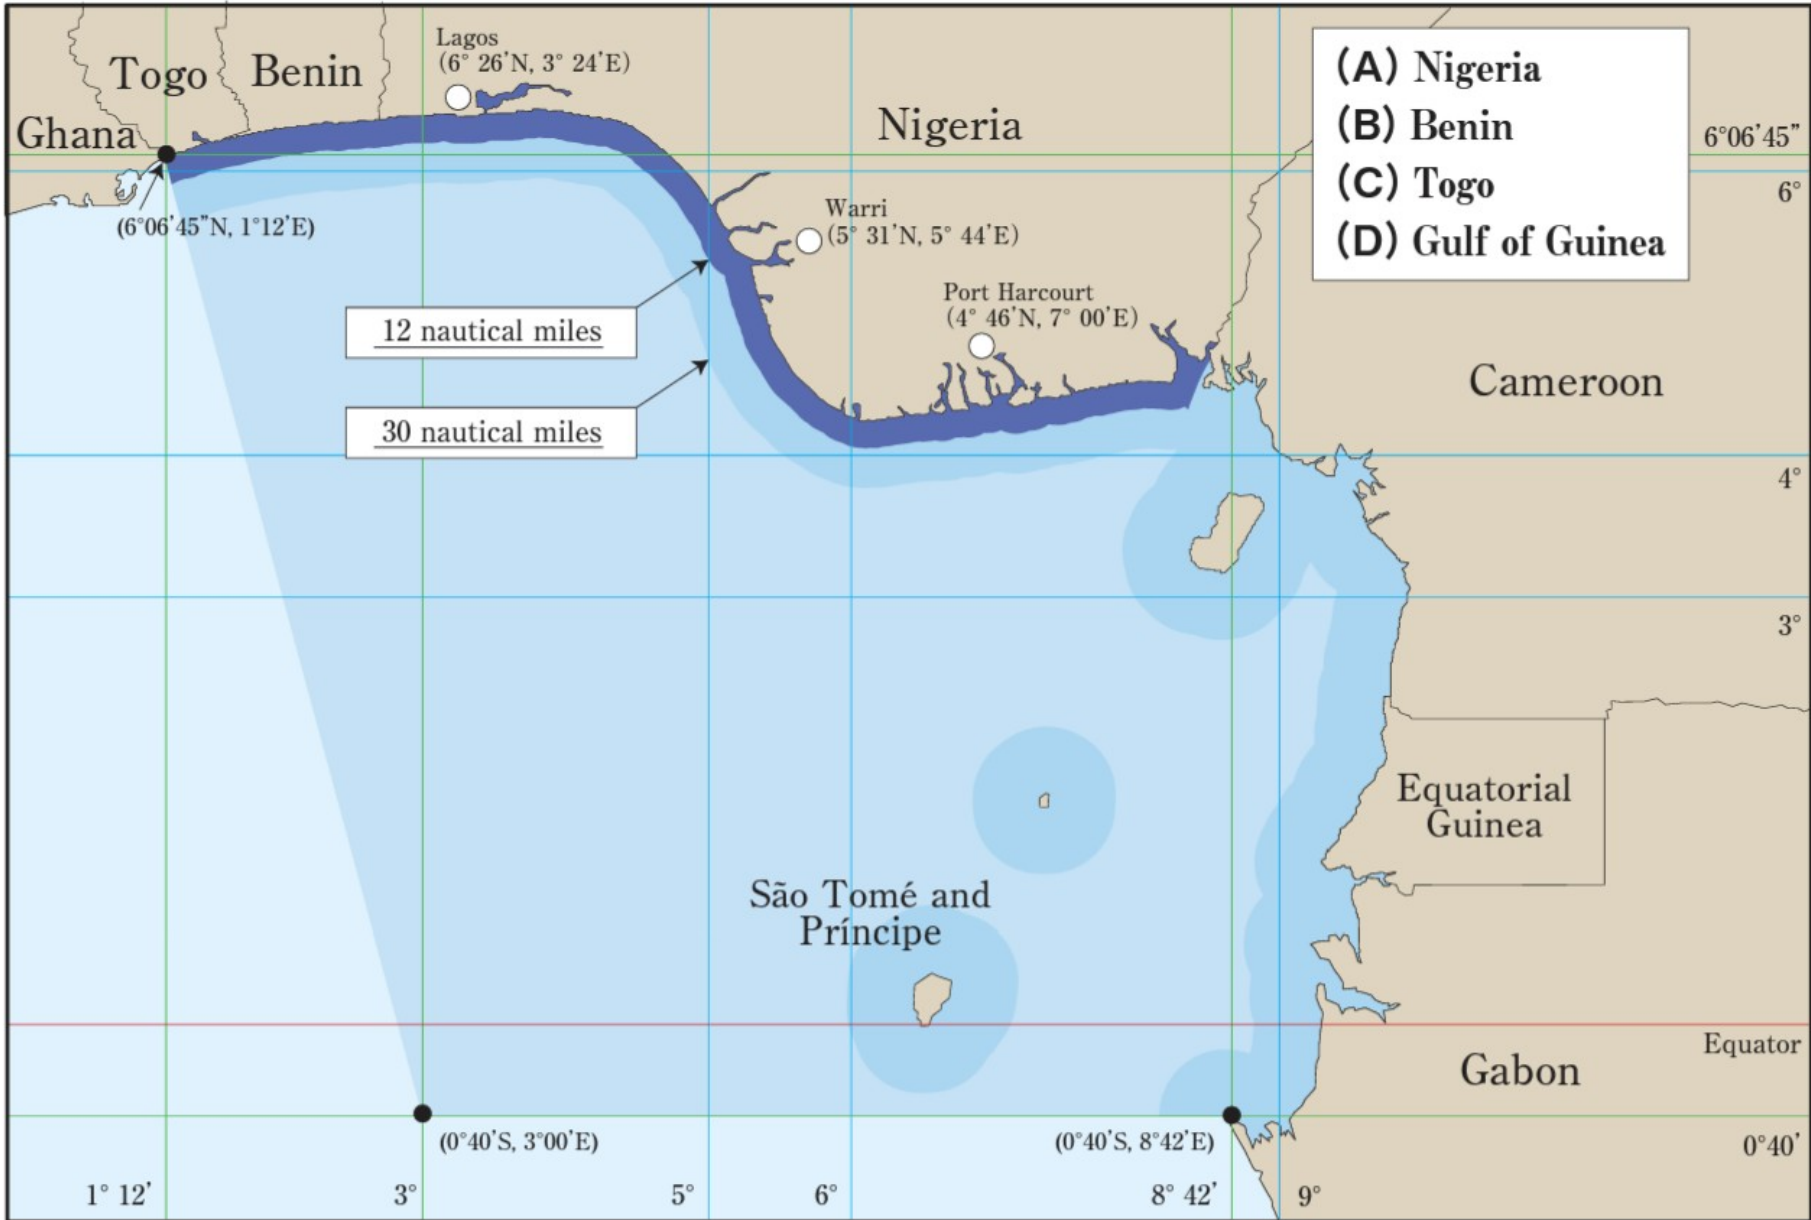 Lagos
(6° 26'N, 3° 24'E)
Togo
Benin
Ghana
Nigeria
(A) Nigeria
(B) Benin
(C) Togo
(D) Gulf of Guinea
6°06'45"
6°
(6°06'45"N, 1°12'E)
Warri
(5° 31'N, 5° 44'E)
Port Harcourt
(4° 46'N, 7° 00'E)
12 nautical miles
30 nautical miles
Cameroon
4°
3°
Equatorial
Guinea
São Tomé and
Príncipe
Equator
Gabon
(0°40'S, 3°00'E)
(0°40'S, 8°42'E)
0°40'
1° 12'
3°
5°
6°
8° 42'
9°